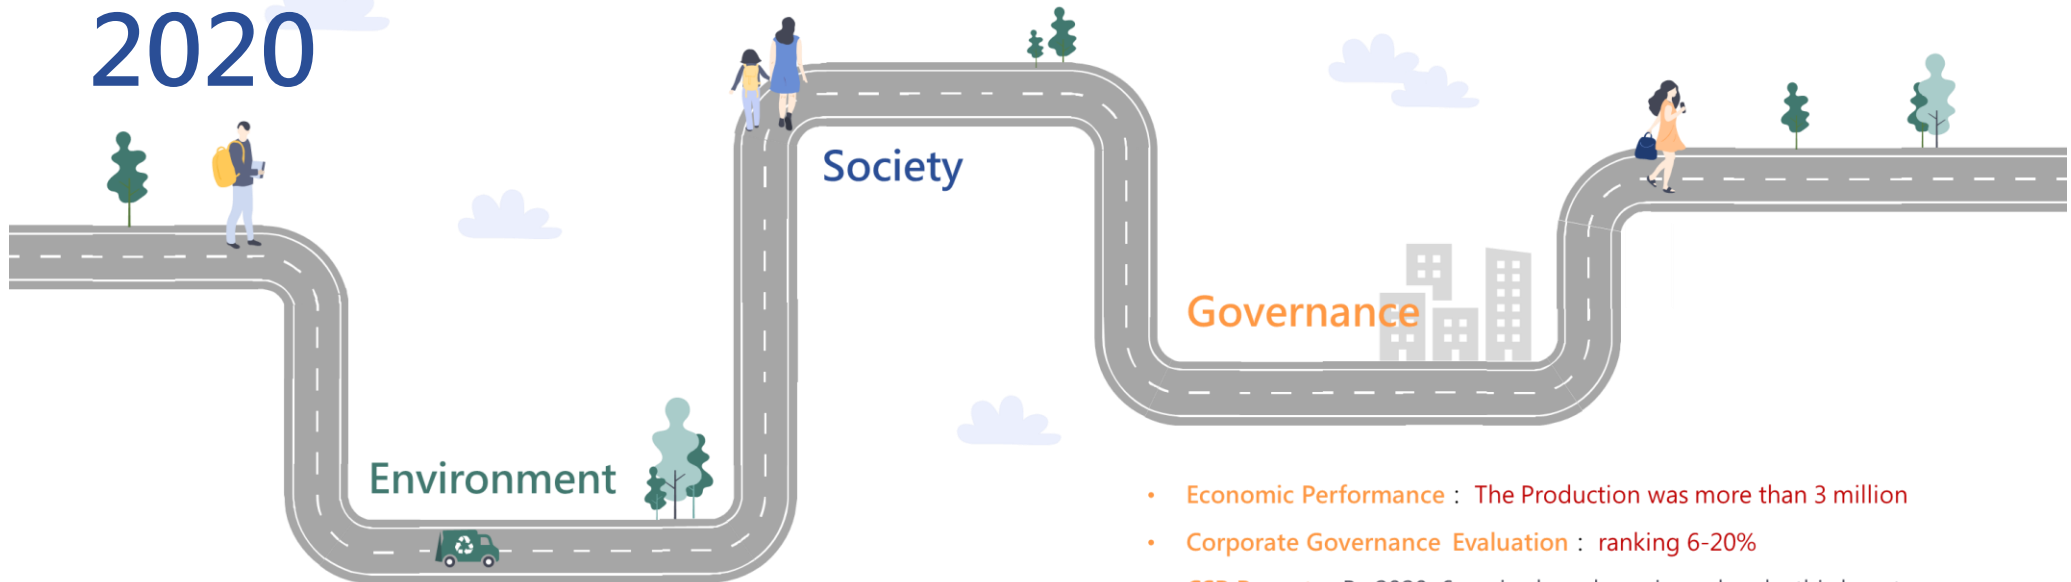 2020
Society
Governance
Environment
• Economic Performance : The Production was more than 3 million
• Corporate Governance Evaluation : ranking 6-20%